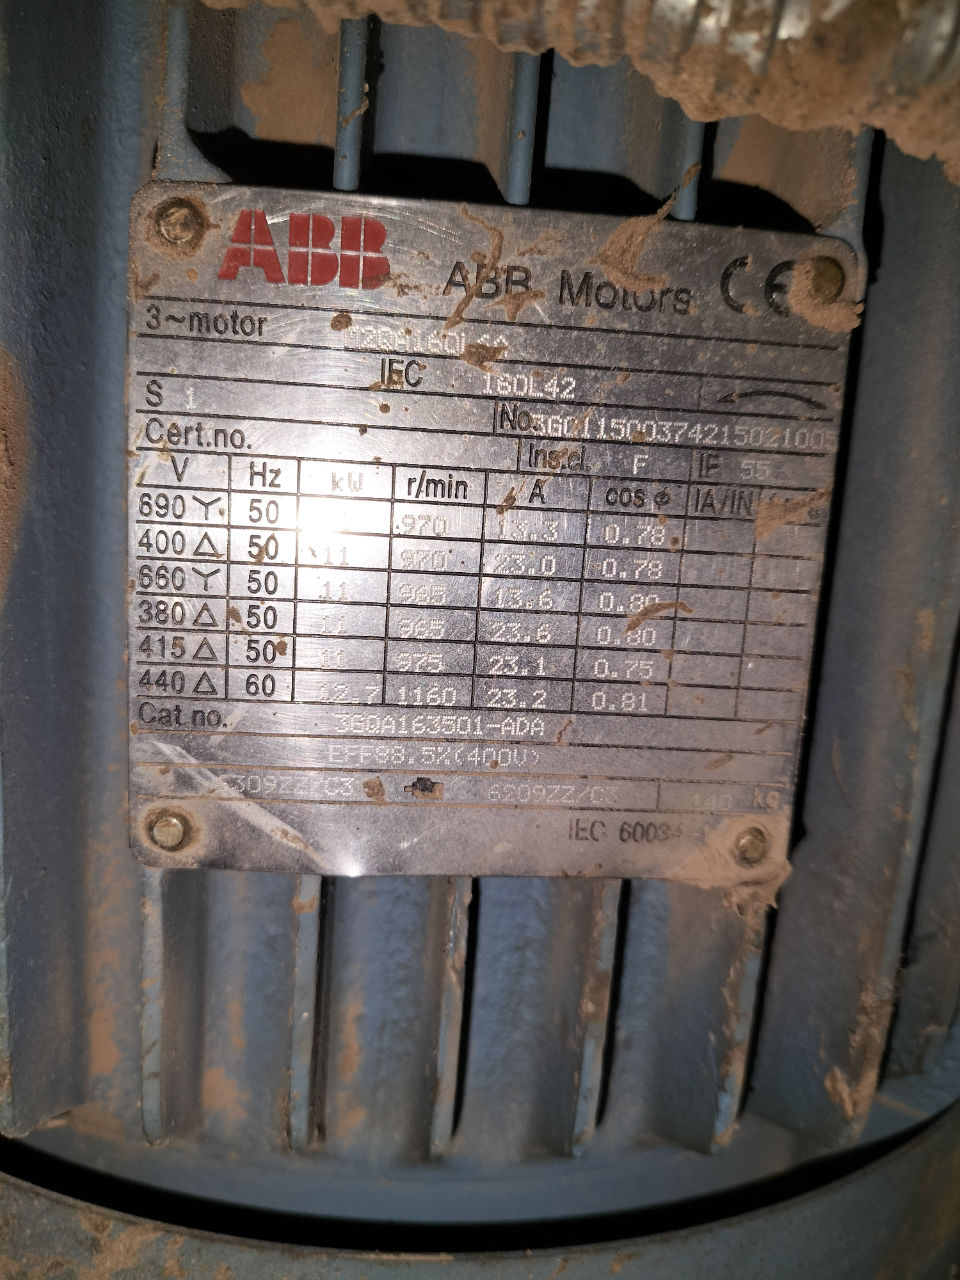 ABB ABB Motors CE
3~motor M2QA160L6A
IEC 160L42
S 1 No. 3G011500374215021005
Cert.no. Ins.cl. F IP 55
V Hz kW r/min A cos φ IA/IN
690 Y 50 970 13.3 0.78
400 △ 50 11 970 23.0 0.78
660 Y 50 11 965 13.6 0.80
380 △ 50 11 965 23.6 0.80
415 △ 50 11 975 23.1 0.75
440 △ 60 12.7 1160 23.2 0.81
Cat.no. 3GQA163501-ADA
EFF88.5%(400V)
6209ZZ/C3 140 kg
IEC